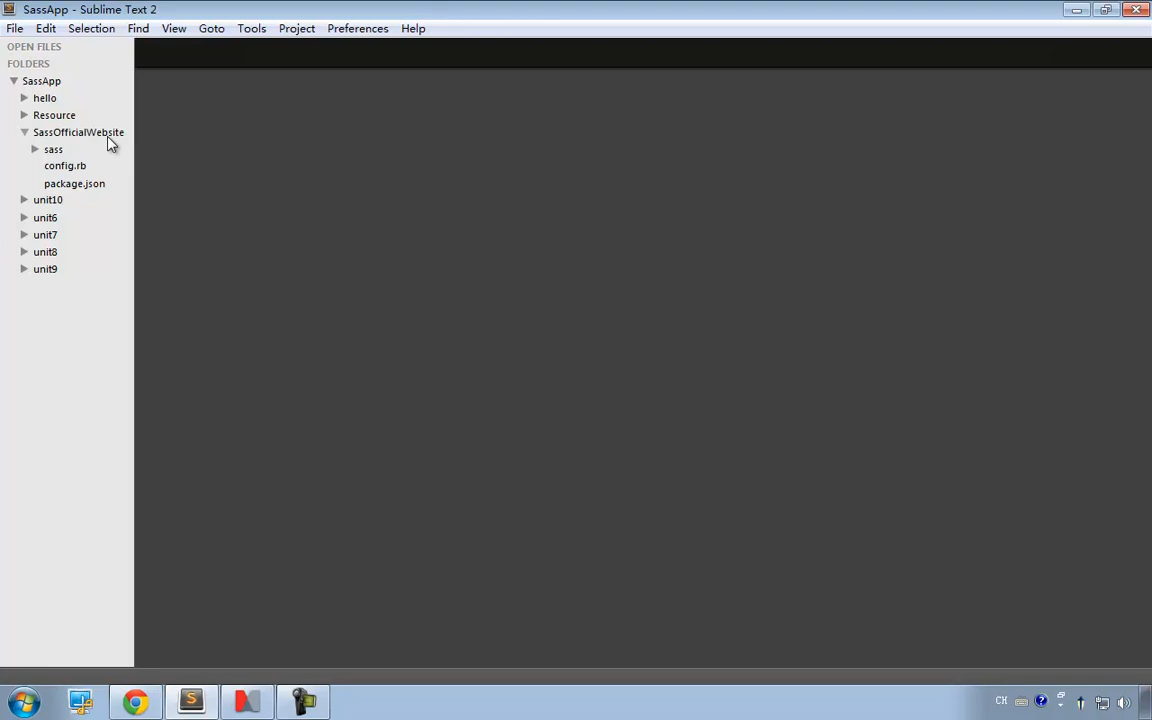 SassApp - Sublime Text 2
File Edit Selection Find View Goto Tools Project Preferences Help
OPEN FILES
FOLDERS
SassApp
hello
Resource
SassOfficialWebsite
sass
config.rb
package.json
unit10
unit6
unit7
unit8
unit9
CH